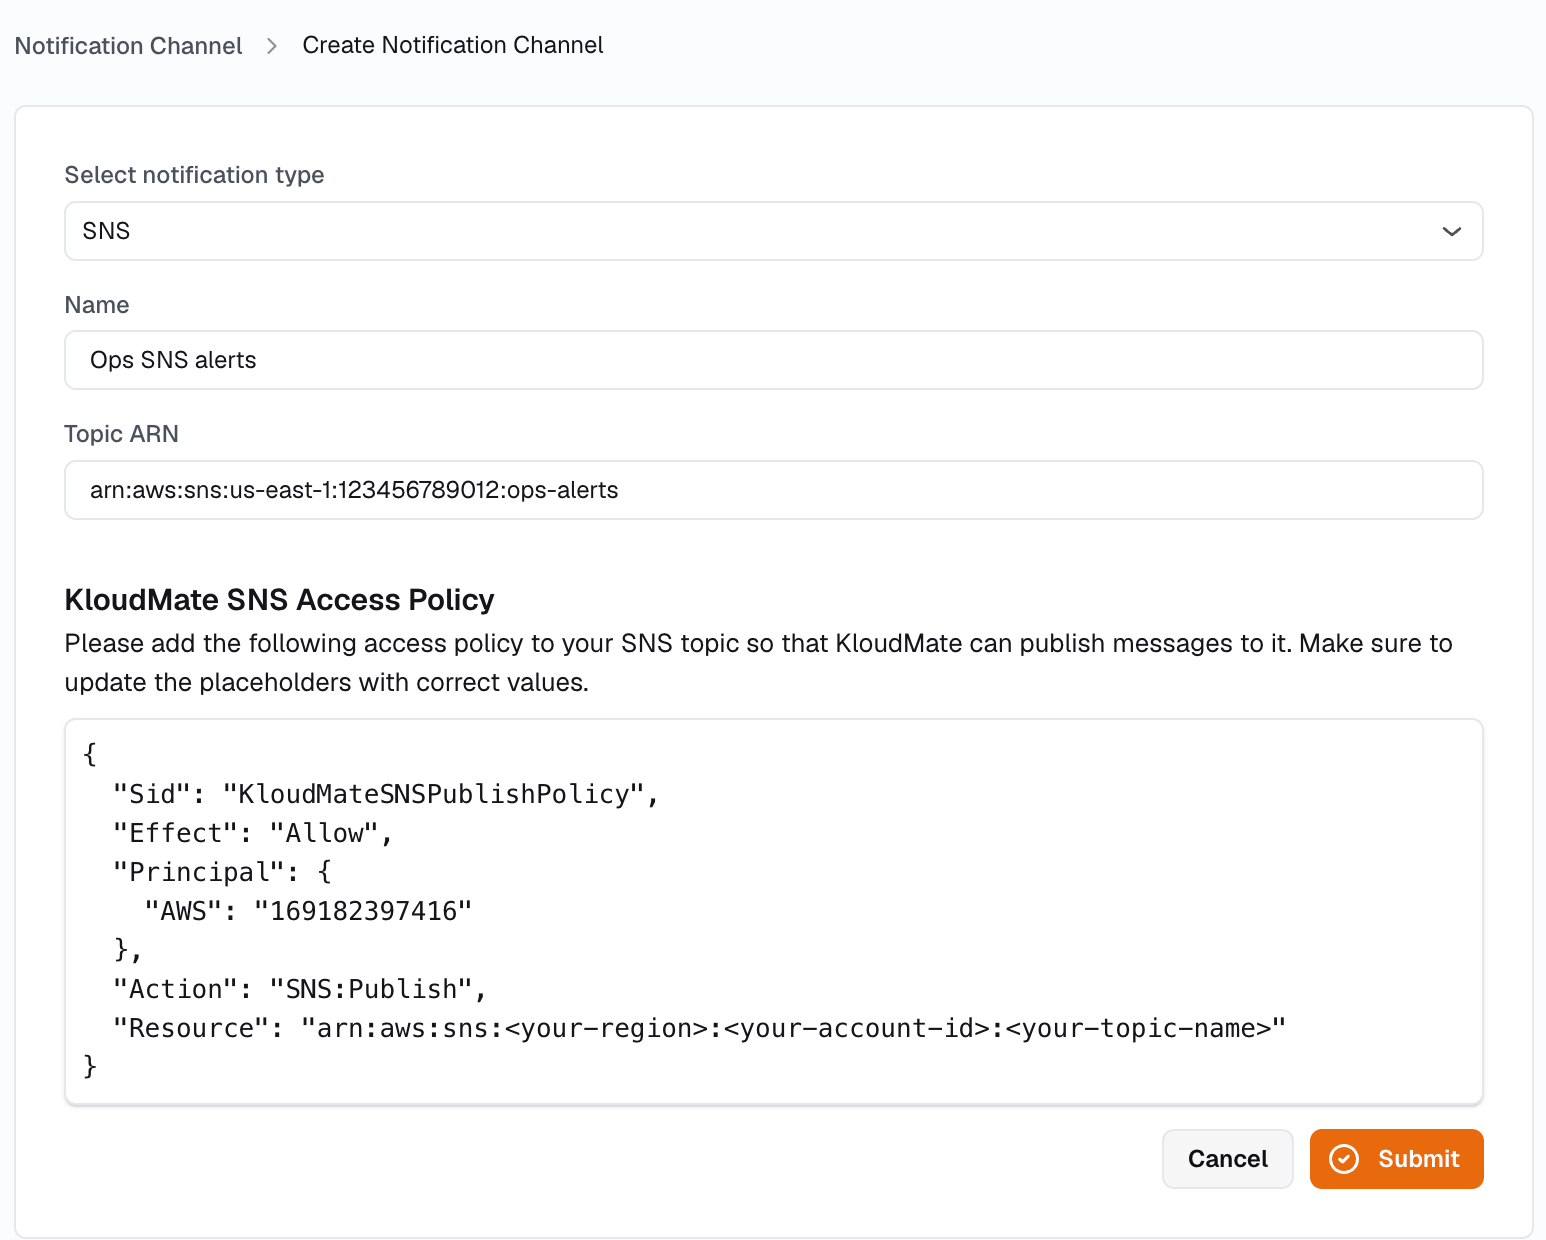 Notification Channel > Create Notification Channel
Select notification type
SNS
Name
Ops SNS alerts
Topic ARN
arn:aws:sns:us-east-1:123456789012:ops-alerts
KloudMate SNS Access Policy
Please add the following access policy to your SNS topic so that KloudMate can publish messages to it. Make sure to
update the placeholders with correct values.
{
  "Sid": "KloudMateSNSPublishPolicy",
  "Effect": "Allow",
  "Principal": {
    "AWS": "169182397416"
  },
  "Action": "SNS:Publish",
  "Resource": "arn:aws:sns:<your-region>:<your-account-id>:<your-topic-name>"
}
Cancel
Submit